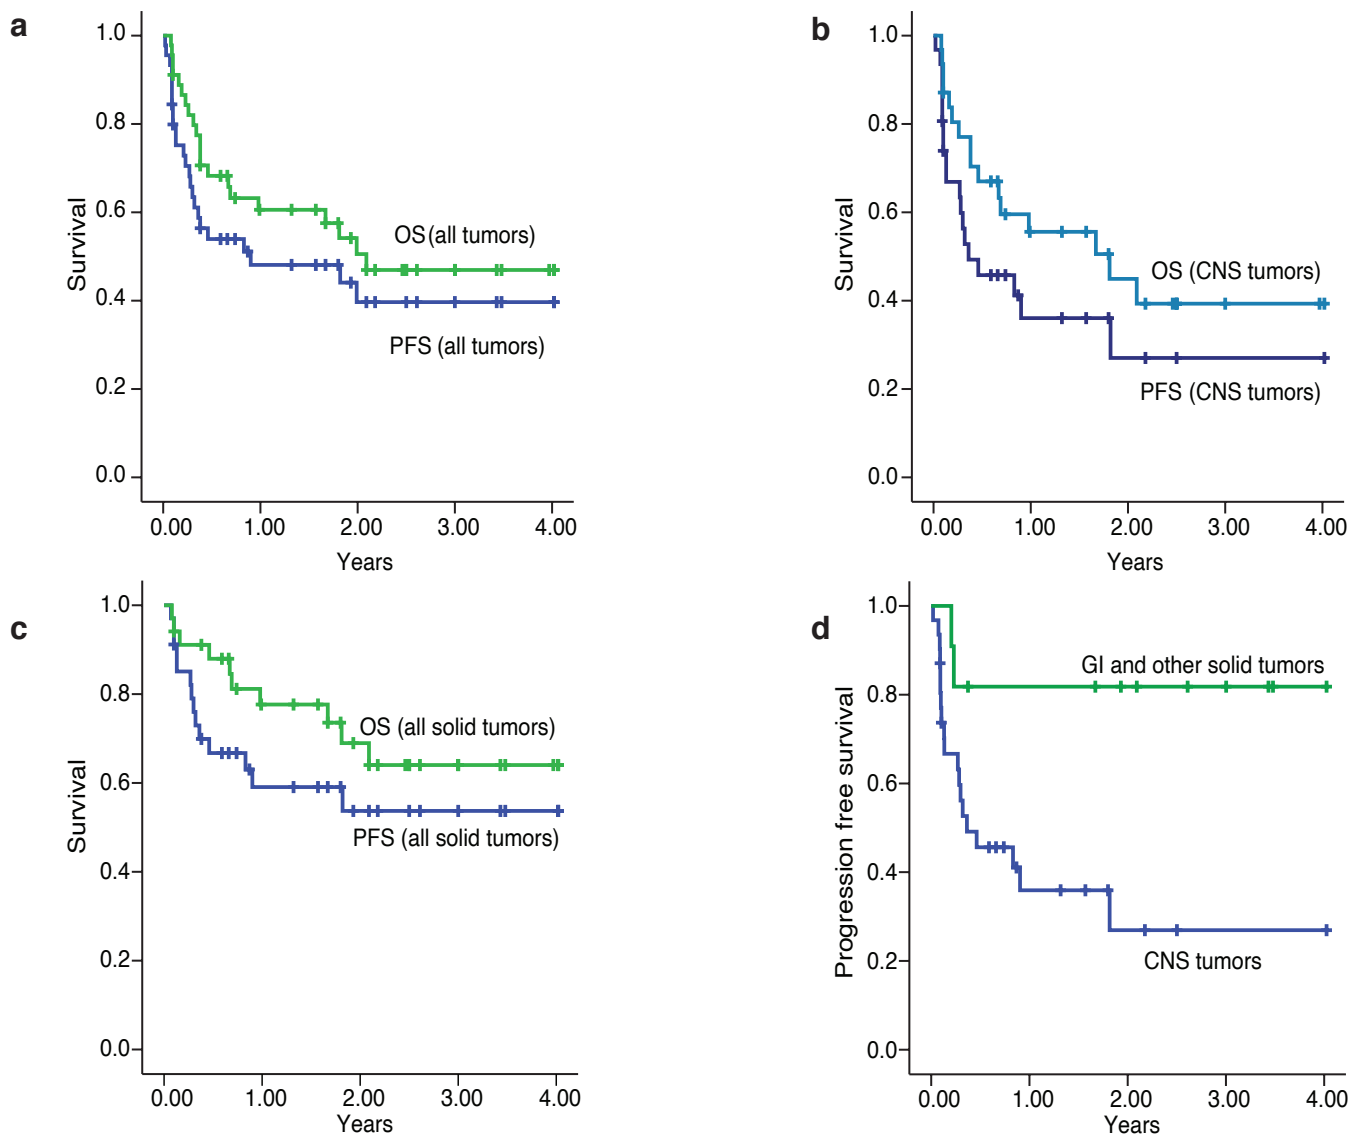 a
1.0
0.8
0.6
0.4
0.2
0.0
Survival
OS (all tumors)
PFS (all tumors)
0.00 1.00 2.00 3.00 4.00
Years
b
1.0
0.8
0.6
0.4
0.2
0.0
Survival
OS (CNS tumors)
PFS (CNS tumors)
0.00 1.00 2.00 3.00 4.00
Years
c
1.0
0.8
0.6
0.4
0.2
0.0
Survival
OS (all solid tumors)
PFS (all solid tumors)
0.00 1.00 2.00 3.00 4.00
Years
d
1.0
0.8
0.6
0.4
0.2
0.0
Progression free survival
GI and other solid tumors
CNS tumors
0.00 1.00 2.00 3.00 4.00
Years